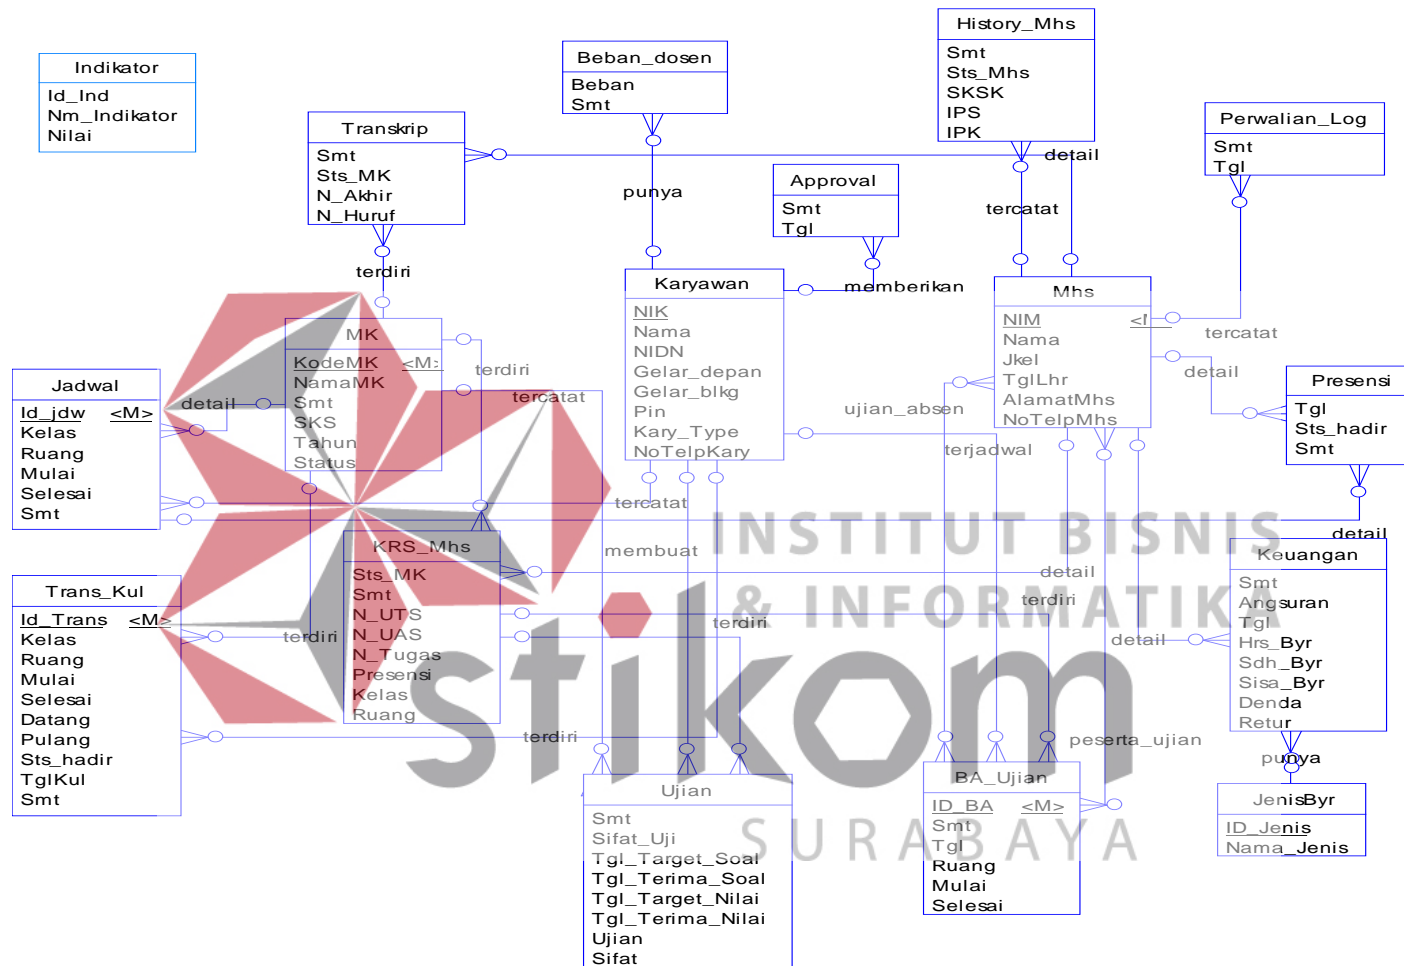 Indikator
Id_Ind
Nm_Indikator
Nilai
Beban_dosen
Beban
Smt
History_Mhs
Smt
Sts_Mhs
SKSK
IPS
IPK
Perwalian_Log
Smt
Tgl
Transkrip
Smt
Sts_MK
N_Akhir
N_Huruf
Approval
Smt
Tgl
punya
detail
tercatat
terdiri
memberikan
Karyawan
NIK
Nama
NIDN
Gelar_depan
Gelar_blkg
Pin
Kary_Type
NoTelpKary
Mhs
NIM
Nama
Jkel
TglLhr
AlamatMhs
NoTelpMhs
tercatat
detail
MK
KodeMK <M>
NamaMK
Smt
SKS
Tahun
Status
terdiri
tercatat
detail
ujian_absen
terjadwal
Jadwal
Id_jdw <M>
Kelas
Ruang
Mulai
Selesai
Smt
Presensi
Tgl
Sts_hadir
Smt
tercatat
membuat
detail
detail
terdiri
terdiri
terdiri
detail
KRS_Mhs
Sts_MK
Smt
N_UTS
N_UAS
N_Tugas
Presensi
Kelas
Ruang
Trans_Kul
Id_Trans <M>
Kelas
Ruang
Mulai
Selesai
Datang
Pulang
Sts_hadir
TglKul
Smt
Keuangan
Smt
Angsuran
Tgl
Hrs_Byr
Sdh_Byr
Sisa_Byr
Denda
Retur
terdiri
peserta_ujian
punya
Ujian
Smt
Sifat_Uji
Tgl_Target_Soal
Tgl_Terima_Soal
Tgl_Target_Nilai
Tgl_Terima_Nilai
Ujian
Sifat
BA_Ujian
ID_BA <M>
Smt
Tgl
Ruang
Mulai
Selesai
JenisByr
ID_Jenis
Nama_Jenis
INSTITUT BISNIS
& INFORMATIKA
stikom
SURABAYA